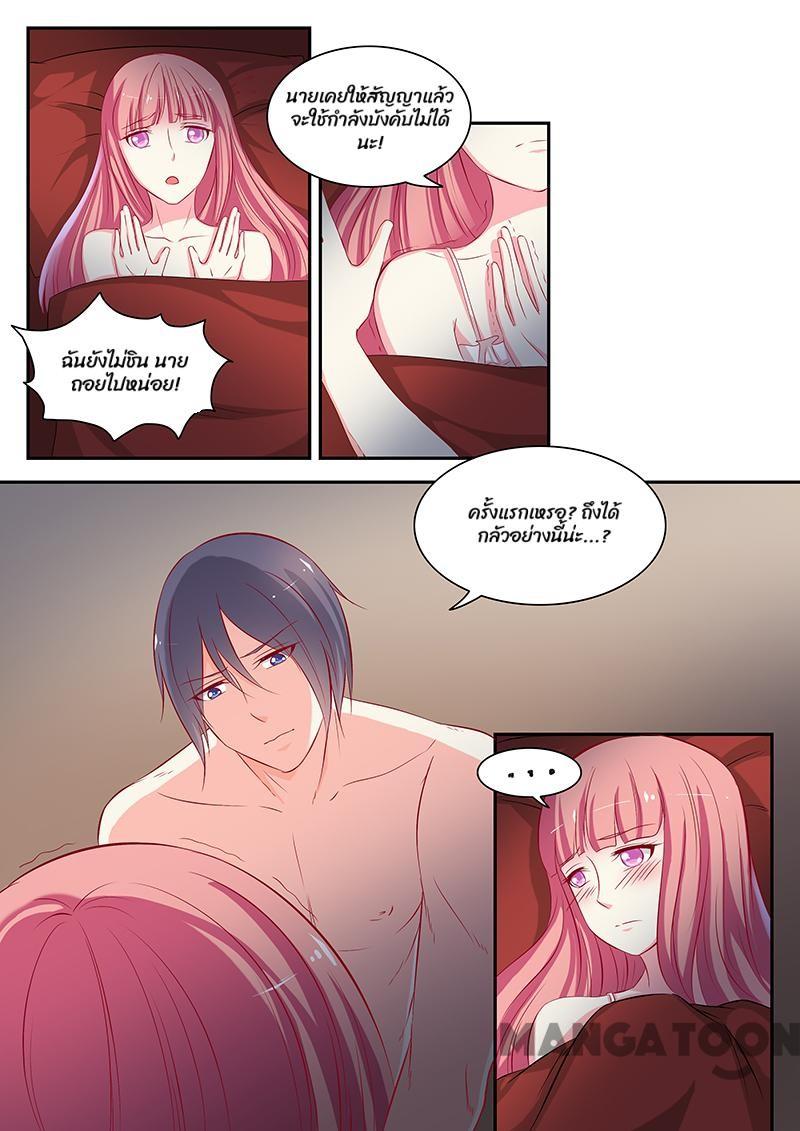 นายเคยให้สัญญาแล้ว
จะใช้กำลังบังคับไม่ได้
นะ!
ฉันยังไม่ชิน นาย
ถอยไปหน่อย!
ครั้งแรกเหรอ? ถึงได้
กลัวอย่างนี้น่ะ...?
...
MANGATOON